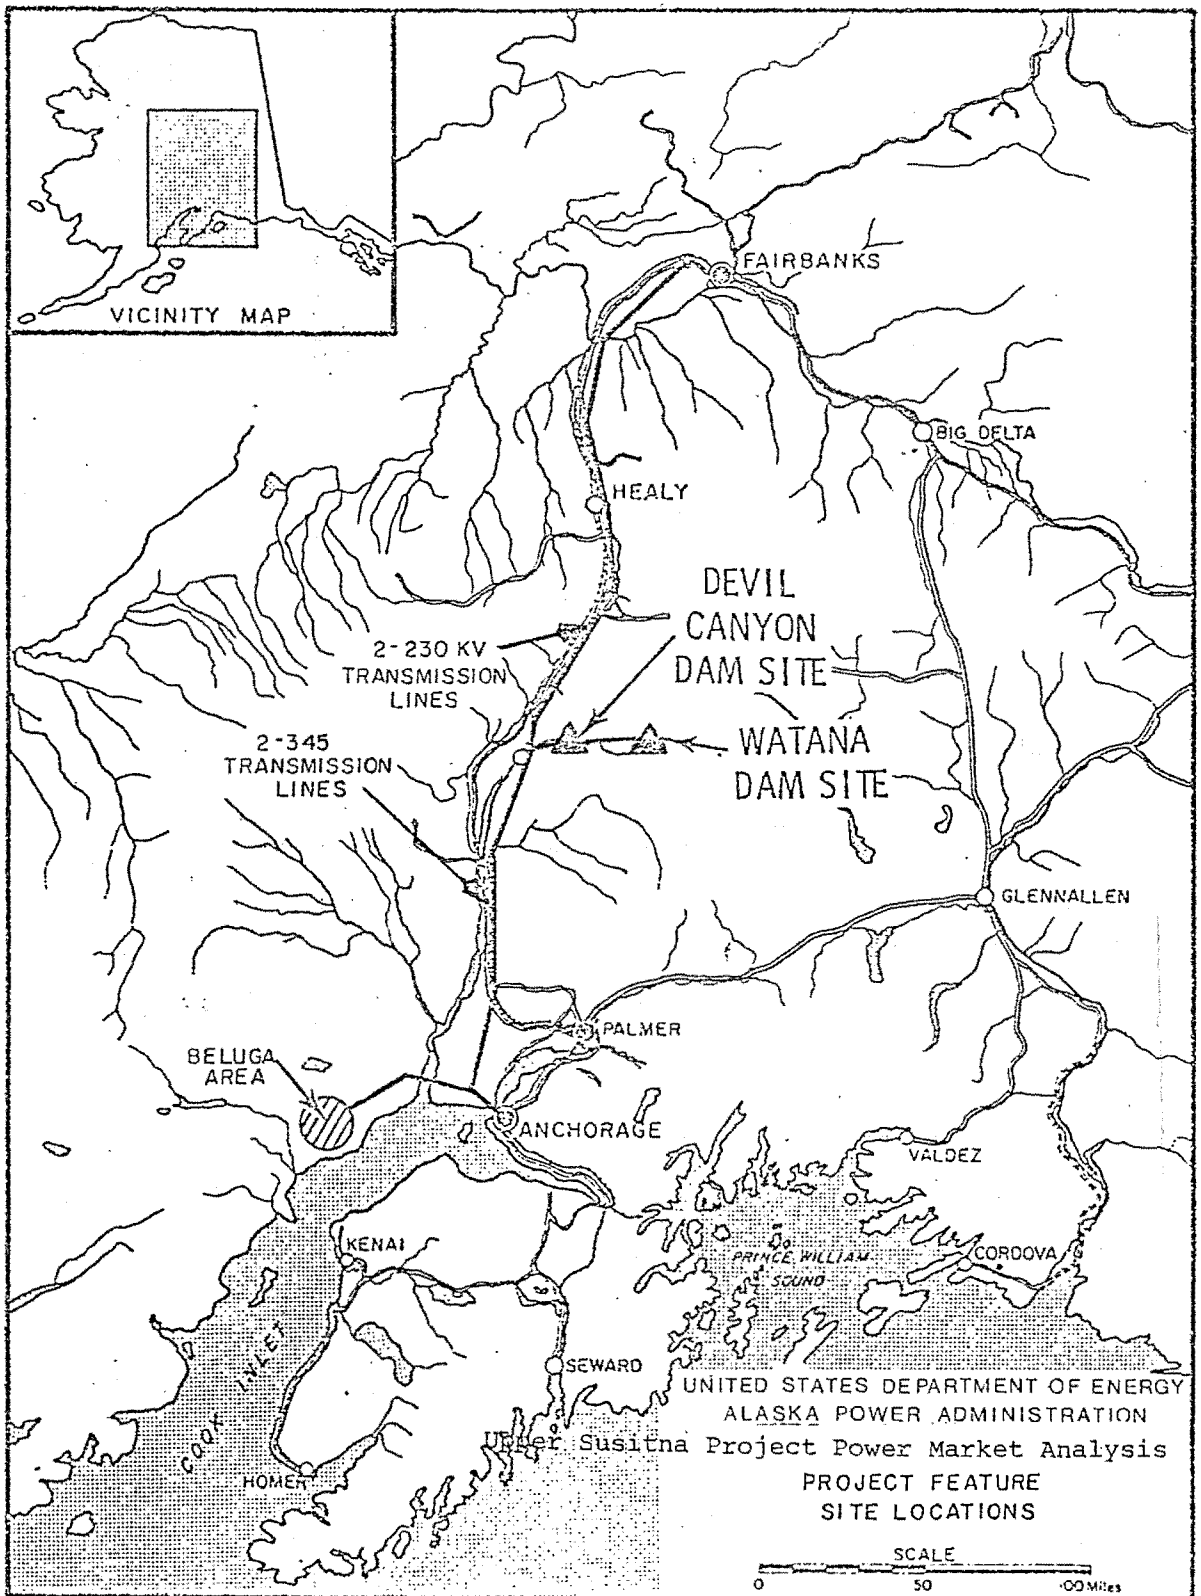 VICINITY MAP
FAIRBANKS
BIG DELTA
HEALY
DEVIL
CANYON
DAM SITE
2-230 KV
TRANSMISSION
LINES
WATANA
DAM SITE
2-345
TRANSMISSION
LINES
GLENNALLEN
PALMER
BELUGA
AREA
ANCHORAGE
VALDEZ
KENAI
PRINCE WILLIAM
SOUND
CORDOVA
COOK INLET
SEWARD
HOMER
UNITED STATES DEPARTMENT OF ENERGY
ALASKA POWER ADMINISTRATION
Upper Susitna Project Power Market Analysis
PROJECT FEATURE
SITE LOCATIONS
SCALE
0 50 00 Miles